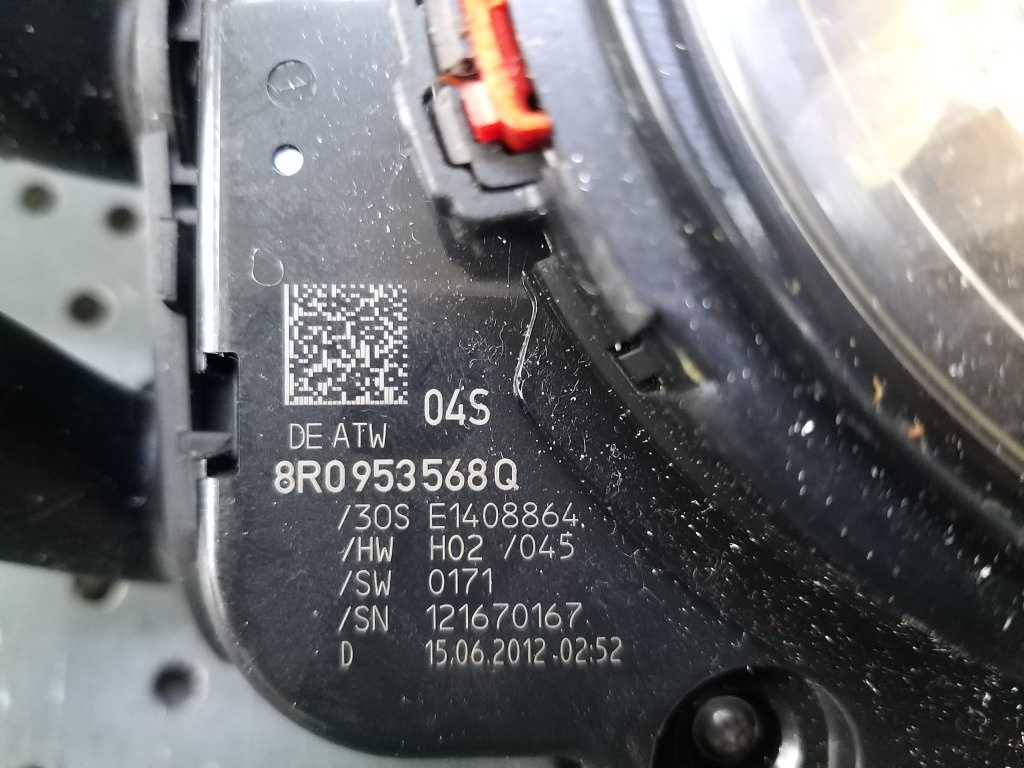 04S
DE ATW
8R0953568Q
/30S E1408864
/HW H02 /045
/SW 0171
/SN 121670167
D 15.06.2012 02:52